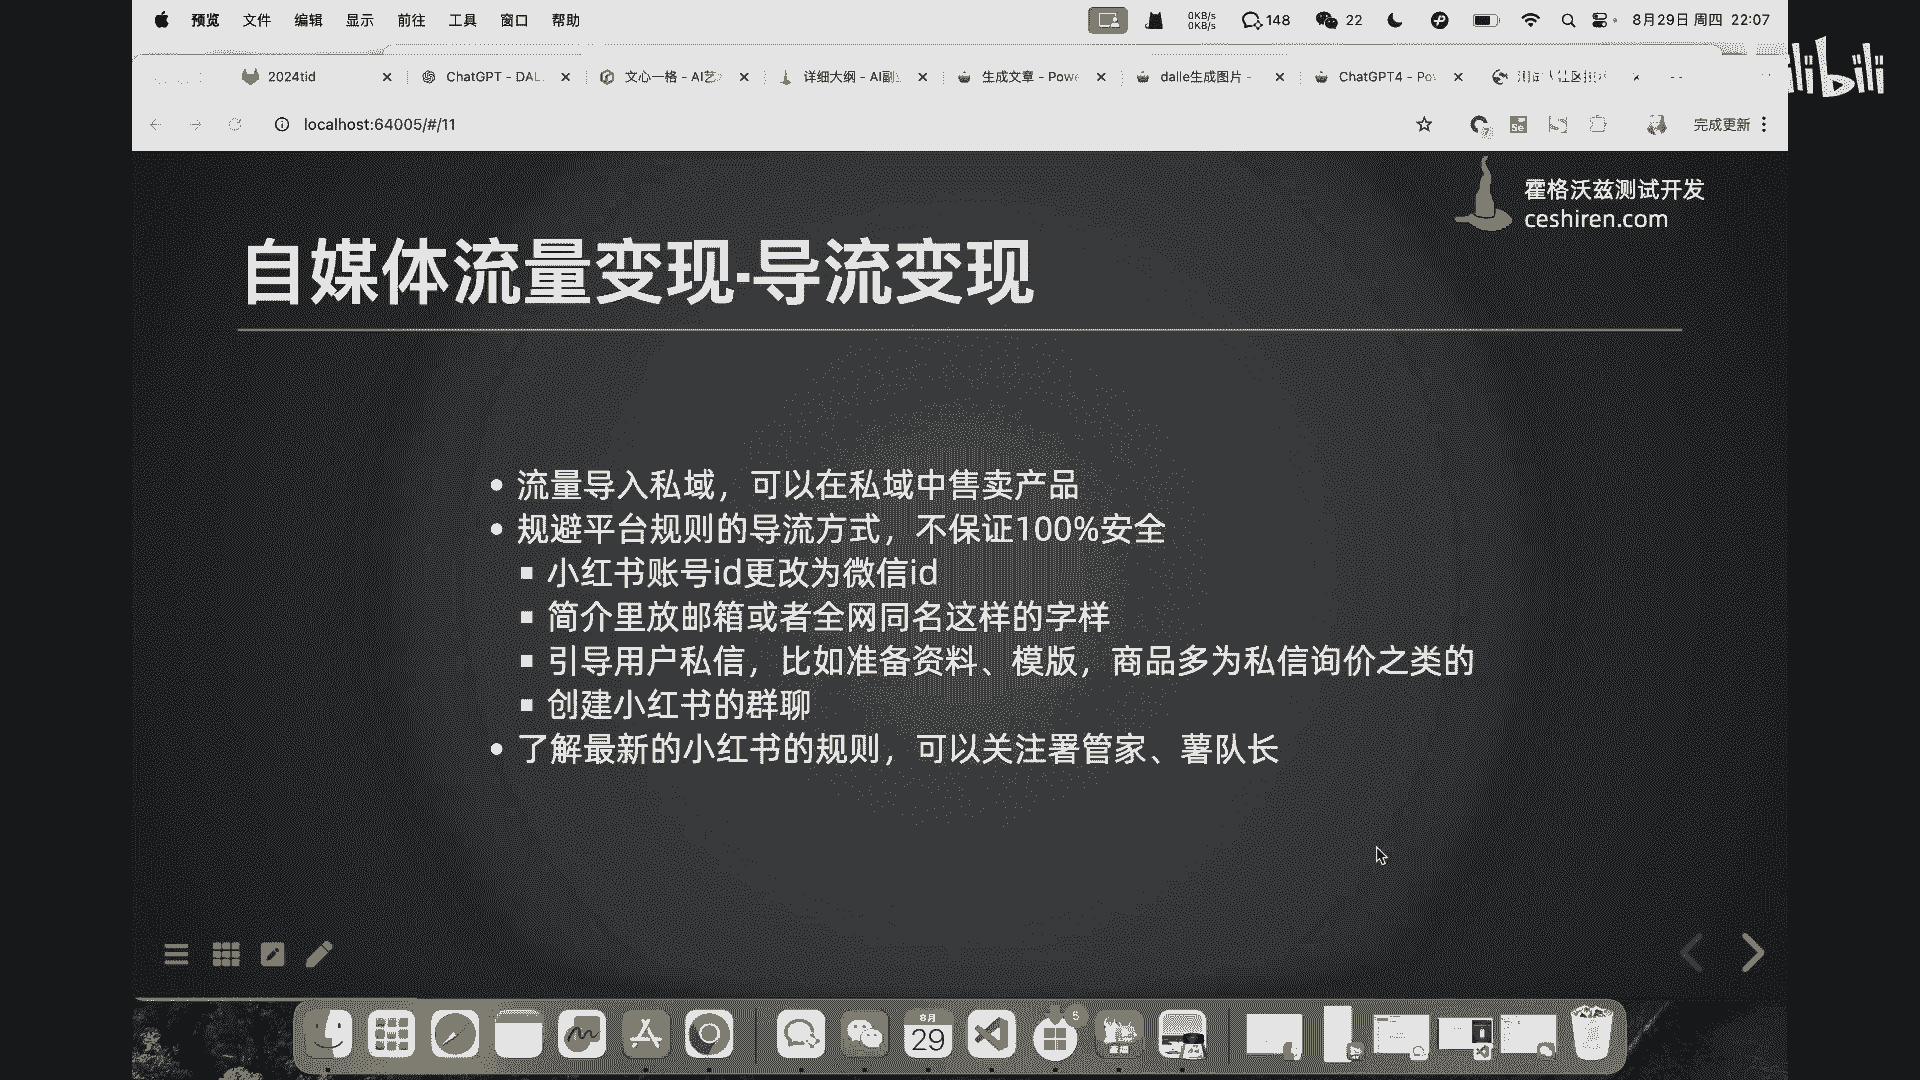 预览 文件 编辑 显示 前往 工具 窗口 帮助
0KB/s
0KB/s
148 22 8月29日 周四 22:07
2024tid ChatGPT - DAL 文心一格 - AI艺 详细大纲 - AI副 生成文章 - Powe dalle生成图片 - ChatGPT4 - Po
localhost:64005/#/11
完成更新
霍格沃兹测试开发
ceshiren.com
自媒体流量变现·导流变现
流量导入私域，可以在私域中售卖产品
规避平台规则的导流方式，不保证100%安全
小红书账号id更改为微信id
简介里放邮箱或者全网同名这样的字样
引导用户私信，比如准备资料、模版，商品多为私信询价之类的
创建小红书的群聊
了解最新的小红书的规则，可以关注署管家、薯队长
8月
29
5